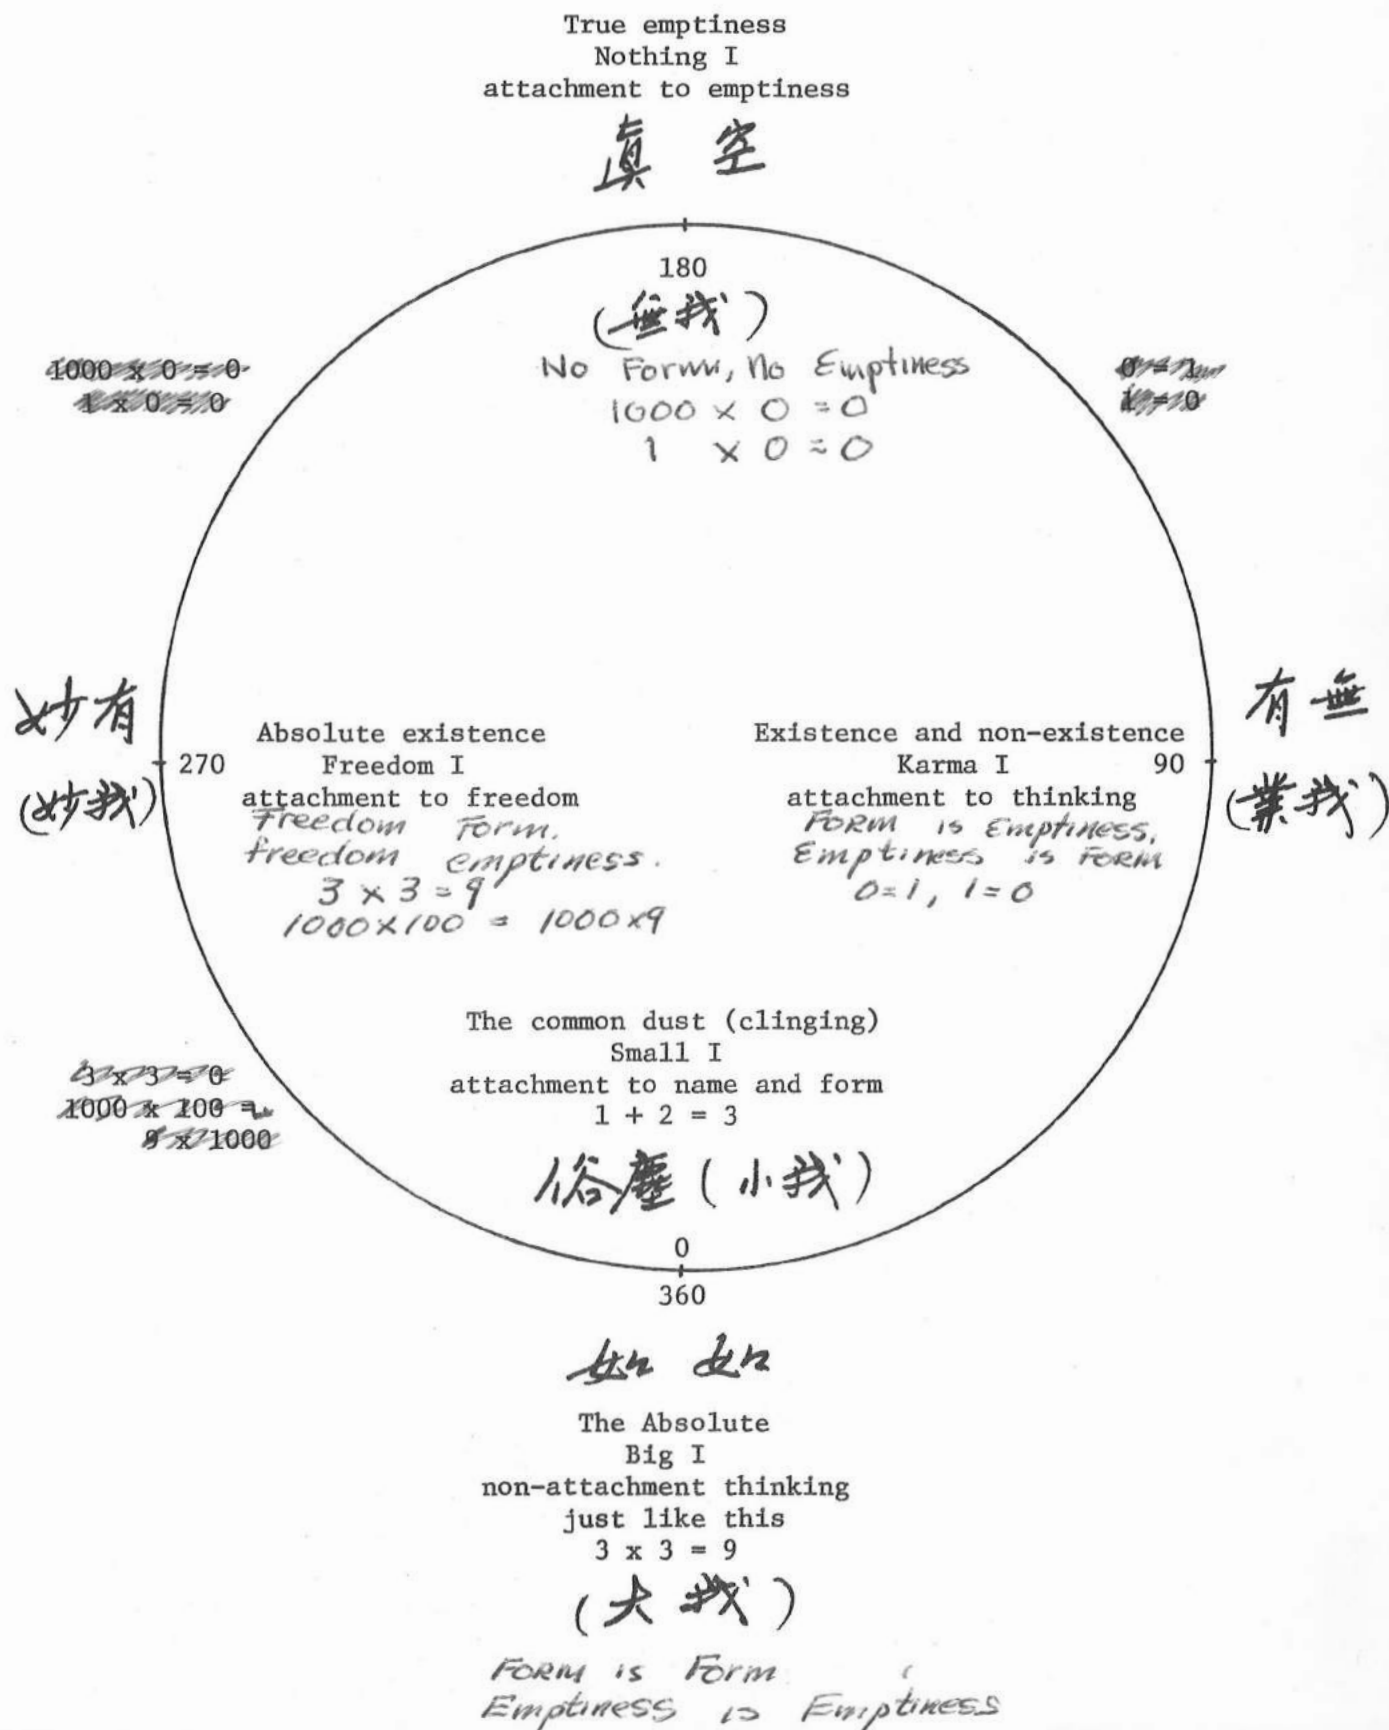 True emptiness
Nothing I
attachment to emptiness
眞空
180
(無我)
No Form, No Emptiness
1000 x 0 = 0
1 x 0 = 0
1000 x 0 = 0
1 x 0 = 0
0 = 1
1 = 0
妙有
(妙我)
270
Absolute existence
Freedom I
attachment to freedom
Freedom Form.
freedom emptiness.
3 x 3 = 9
1000 x 100 = 1000 x 9
Existence and non-existence
Karma I
attachment to thinking
FORM is Emptiness,
Emptiness is FORM
0=1, 1=0
90
有無
(業我)
3 x 3 = 0
1000 x 100 =
9 x 1000
The common dust (clinging)
Small I
attachment to name and form
1 + 2 = 3
俗塵(小我)
0
360
如如
The Absolute
Big I
non-attachment thinking
just like this
3 x 3 = 9
(大我)
FORM is Form
Emptiness is Emptiness